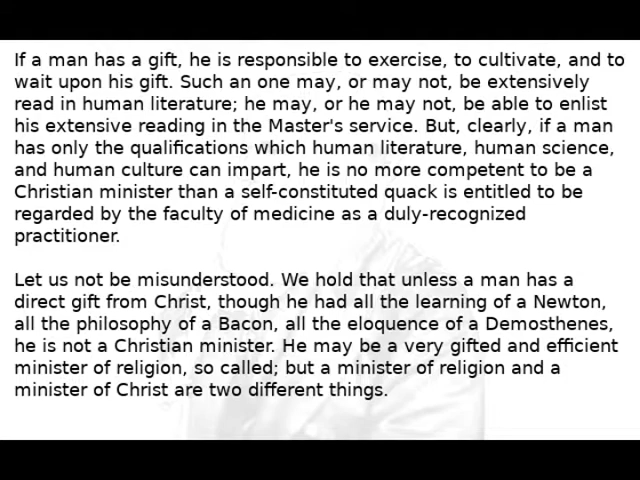 If a man has a gift, he is responsible to exercise, to cultivate, and to
wait upon his gift. Such an one may, or may not, be extensively
read in human literature; he may, or he may not, be able to enlist
his extensive reading in the Master's service. But, clearly, if a man
has only the qualifications which human literature, human science,
and human culture can impart, he is no more competent to be a
Christian minister than a self-constituted quack is entitled to be
regarded by the faculty of medicine as a duly-recognized
practitioner.

Let us not be misunderstood. We hold that unless a man has a
direct gift from Christ, though he had all the learning of a Newton,
all the philosophy of a Bacon, all the eloquence of a Demosthenes,
he is not a Christian minister. He may be a very gifted and efficient
minister of religion, so called; but a minister of religion and a
minister of Christ are two different things.